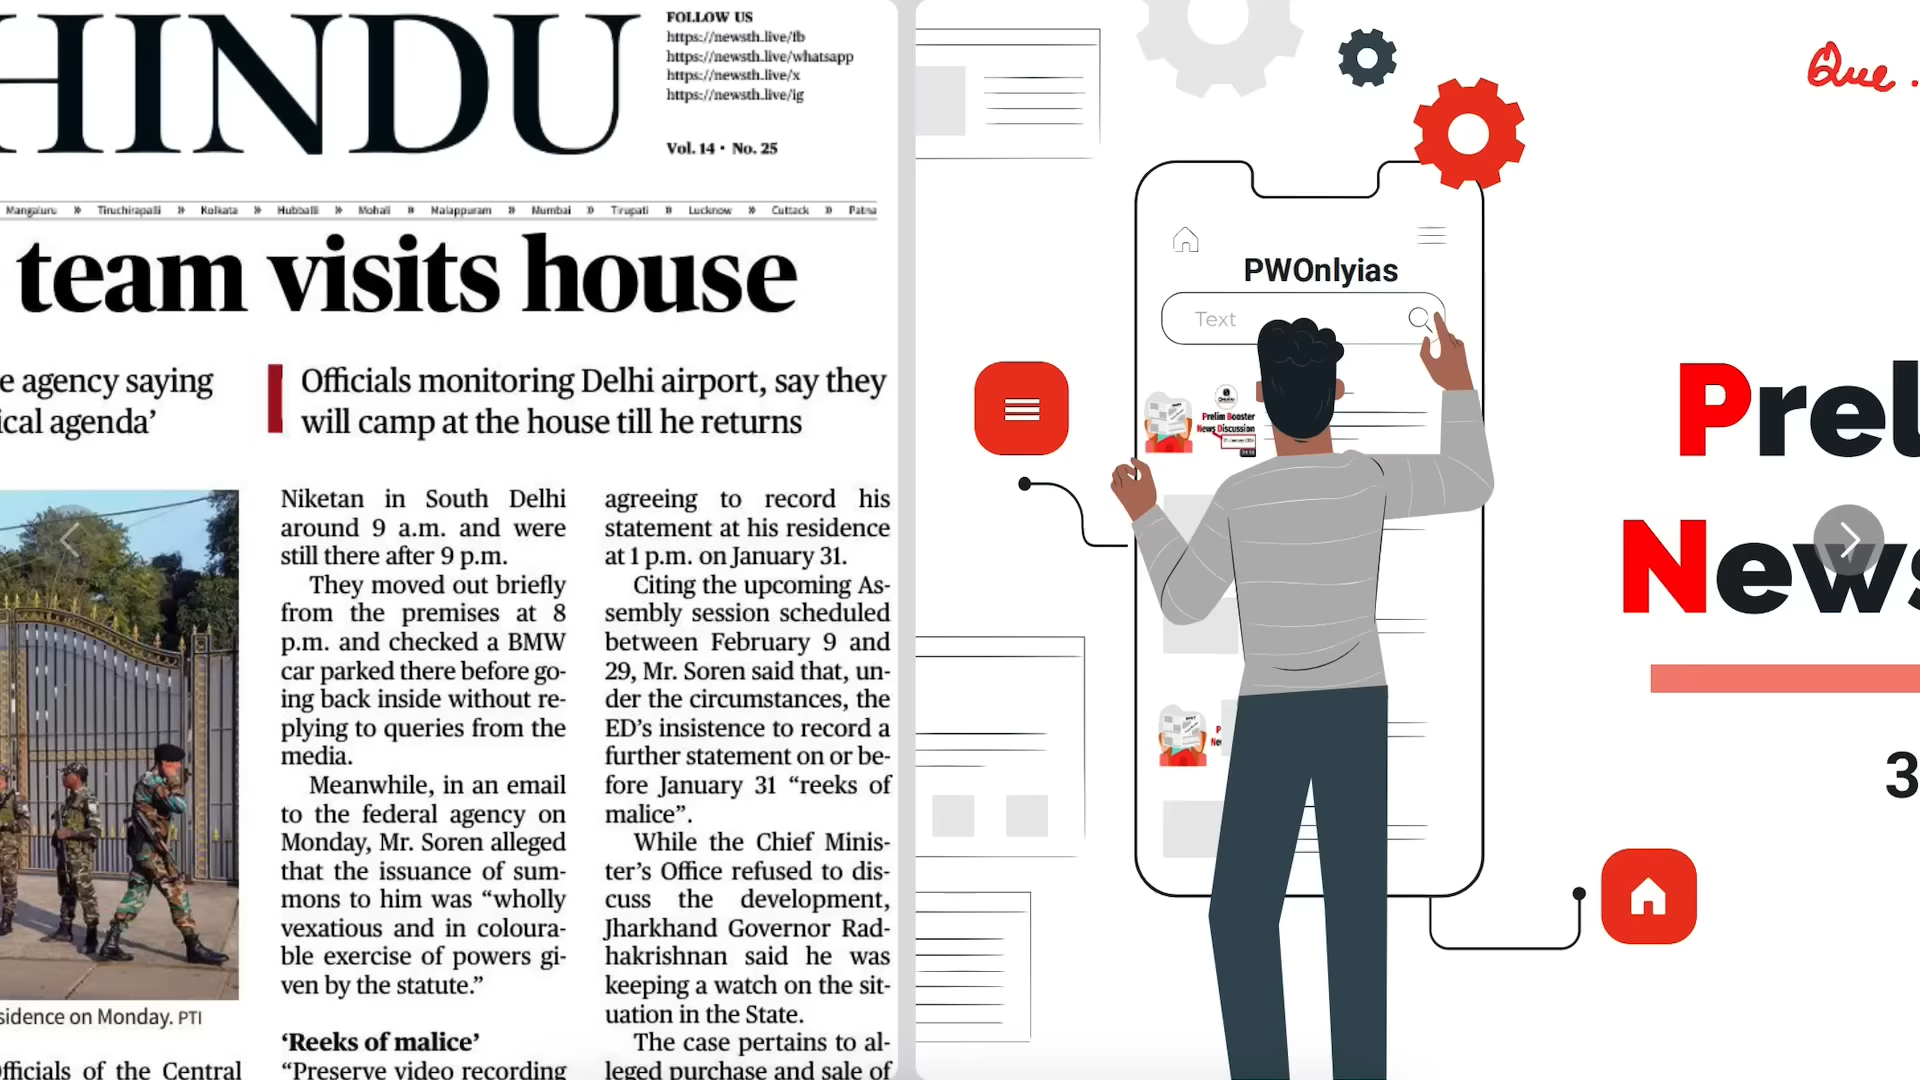 HINDU
FOLLOW US
https://newsth.live/fb
https://newsth.live/whatsapp
https://newsth.live/x
https://newsth.live/ig
Vol. 14 • No. 25
Mangaluru » Tiruchirapalli » Kolkata » Hubballi » Mohali » Malappuram » Mumbai » Tirupati » Lucknow » Cuttack » Patna
team visits house
e agency saying
ical agenda’
Officials monitoring Delhi airport, say they
will camp at the house till he returns
sidence on Monday. PTI
fficials of the Central
Niketan in South Delhi
around 9 a.m. and were
still there after 9 p.m.
They moved out briefly
from the premises at 8
p.m. and checked a BMW
car parked there before go-
ing back inside without re-
plying to queries from the
media.
Meanwhile, in an email
to the federal agency on
Monday, Mr. Soren alleged
that the issuance of sum-
mons to him was “wholly
vexatious and in coloura-
ble exercise of powers gi-
ven by the statute.”
‘Reeks of malice’
“Preserve video recording
agreeing to record his
statement at his residence
at 1 p.m. on January 31.
Citing the upcoming As-
sembly session scheduled
between February 9 and
29, Mr. Soren said that, un-
der the circumstances, the
ED’s insistence to record a
further statement on or be-
fore January 31 “reeks of
malice”.
While the Chief Minis-
ter’s Office refused to dis-
cuss the development,
Jharkhand Governor Rad-
hakrishnan said he was
keeping a watch on the sit-
uation in the State.
The case pertains to al-
leged purchase and sale of
Que.
PWOnlyias
Text
Prelim Booster
News Discussion
Prel
News
3